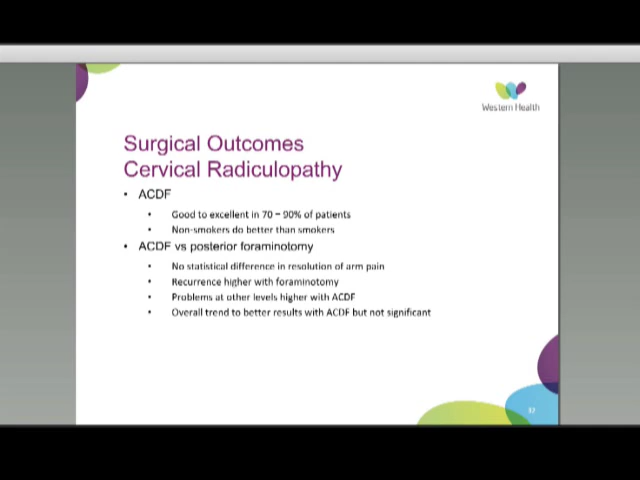 Western Health
Surgical Outcomes
Cervical Radiculopathy
• ACDF
• Good to excellent in 70 – 90% of patients
• Non-smokers do better than smokers
• ACDF vs posterior foraminotomy
• No statistical difference in resolution of arm pain
• Recurrence higher with foraminotomy
• Problems at other levels higher with ACDF
• Overall trend to better results with ACDF but not significant